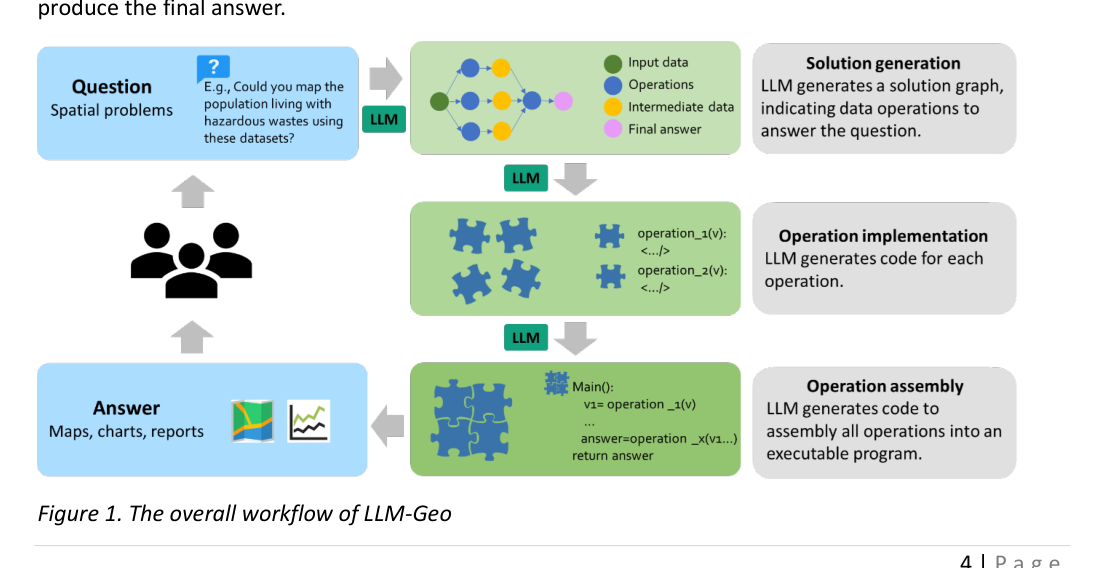 produce the final answer.
Question
Spatial problems
?
E.g., Could you map the
population living with
hazardous wastes using
these datasets?
LLM
Input data
Operations
Intermediate data
Final answer
Solution generation
LLM generates a solution graph,
indicating data operations to
answer the question.
LLM
operation_1(v):
<.../>
operation_2(v):
<.../>
Operation implementation
LLM generates code for each
operation.
LLM
Main():
v1= operation _1(v)
...
answer=operation _x(v1...)
return answer
Operation assembly
LLM generates code to
assembly all operations into an
executable program.
Answer
Maps, charts, reports
Figure 1. The overall workflow of LLM-Geo
4 | Page